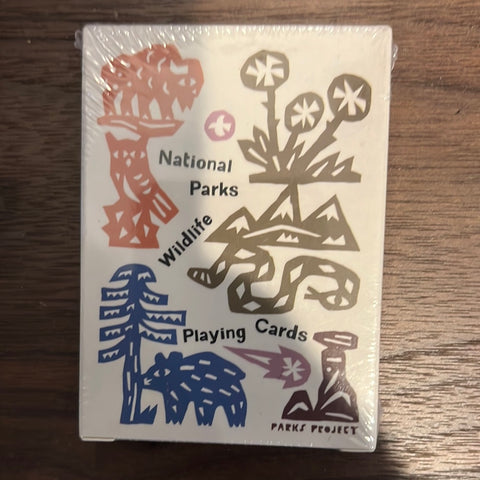 National
Parks
Wildlife
Playing Cards
PARKS PROJECT